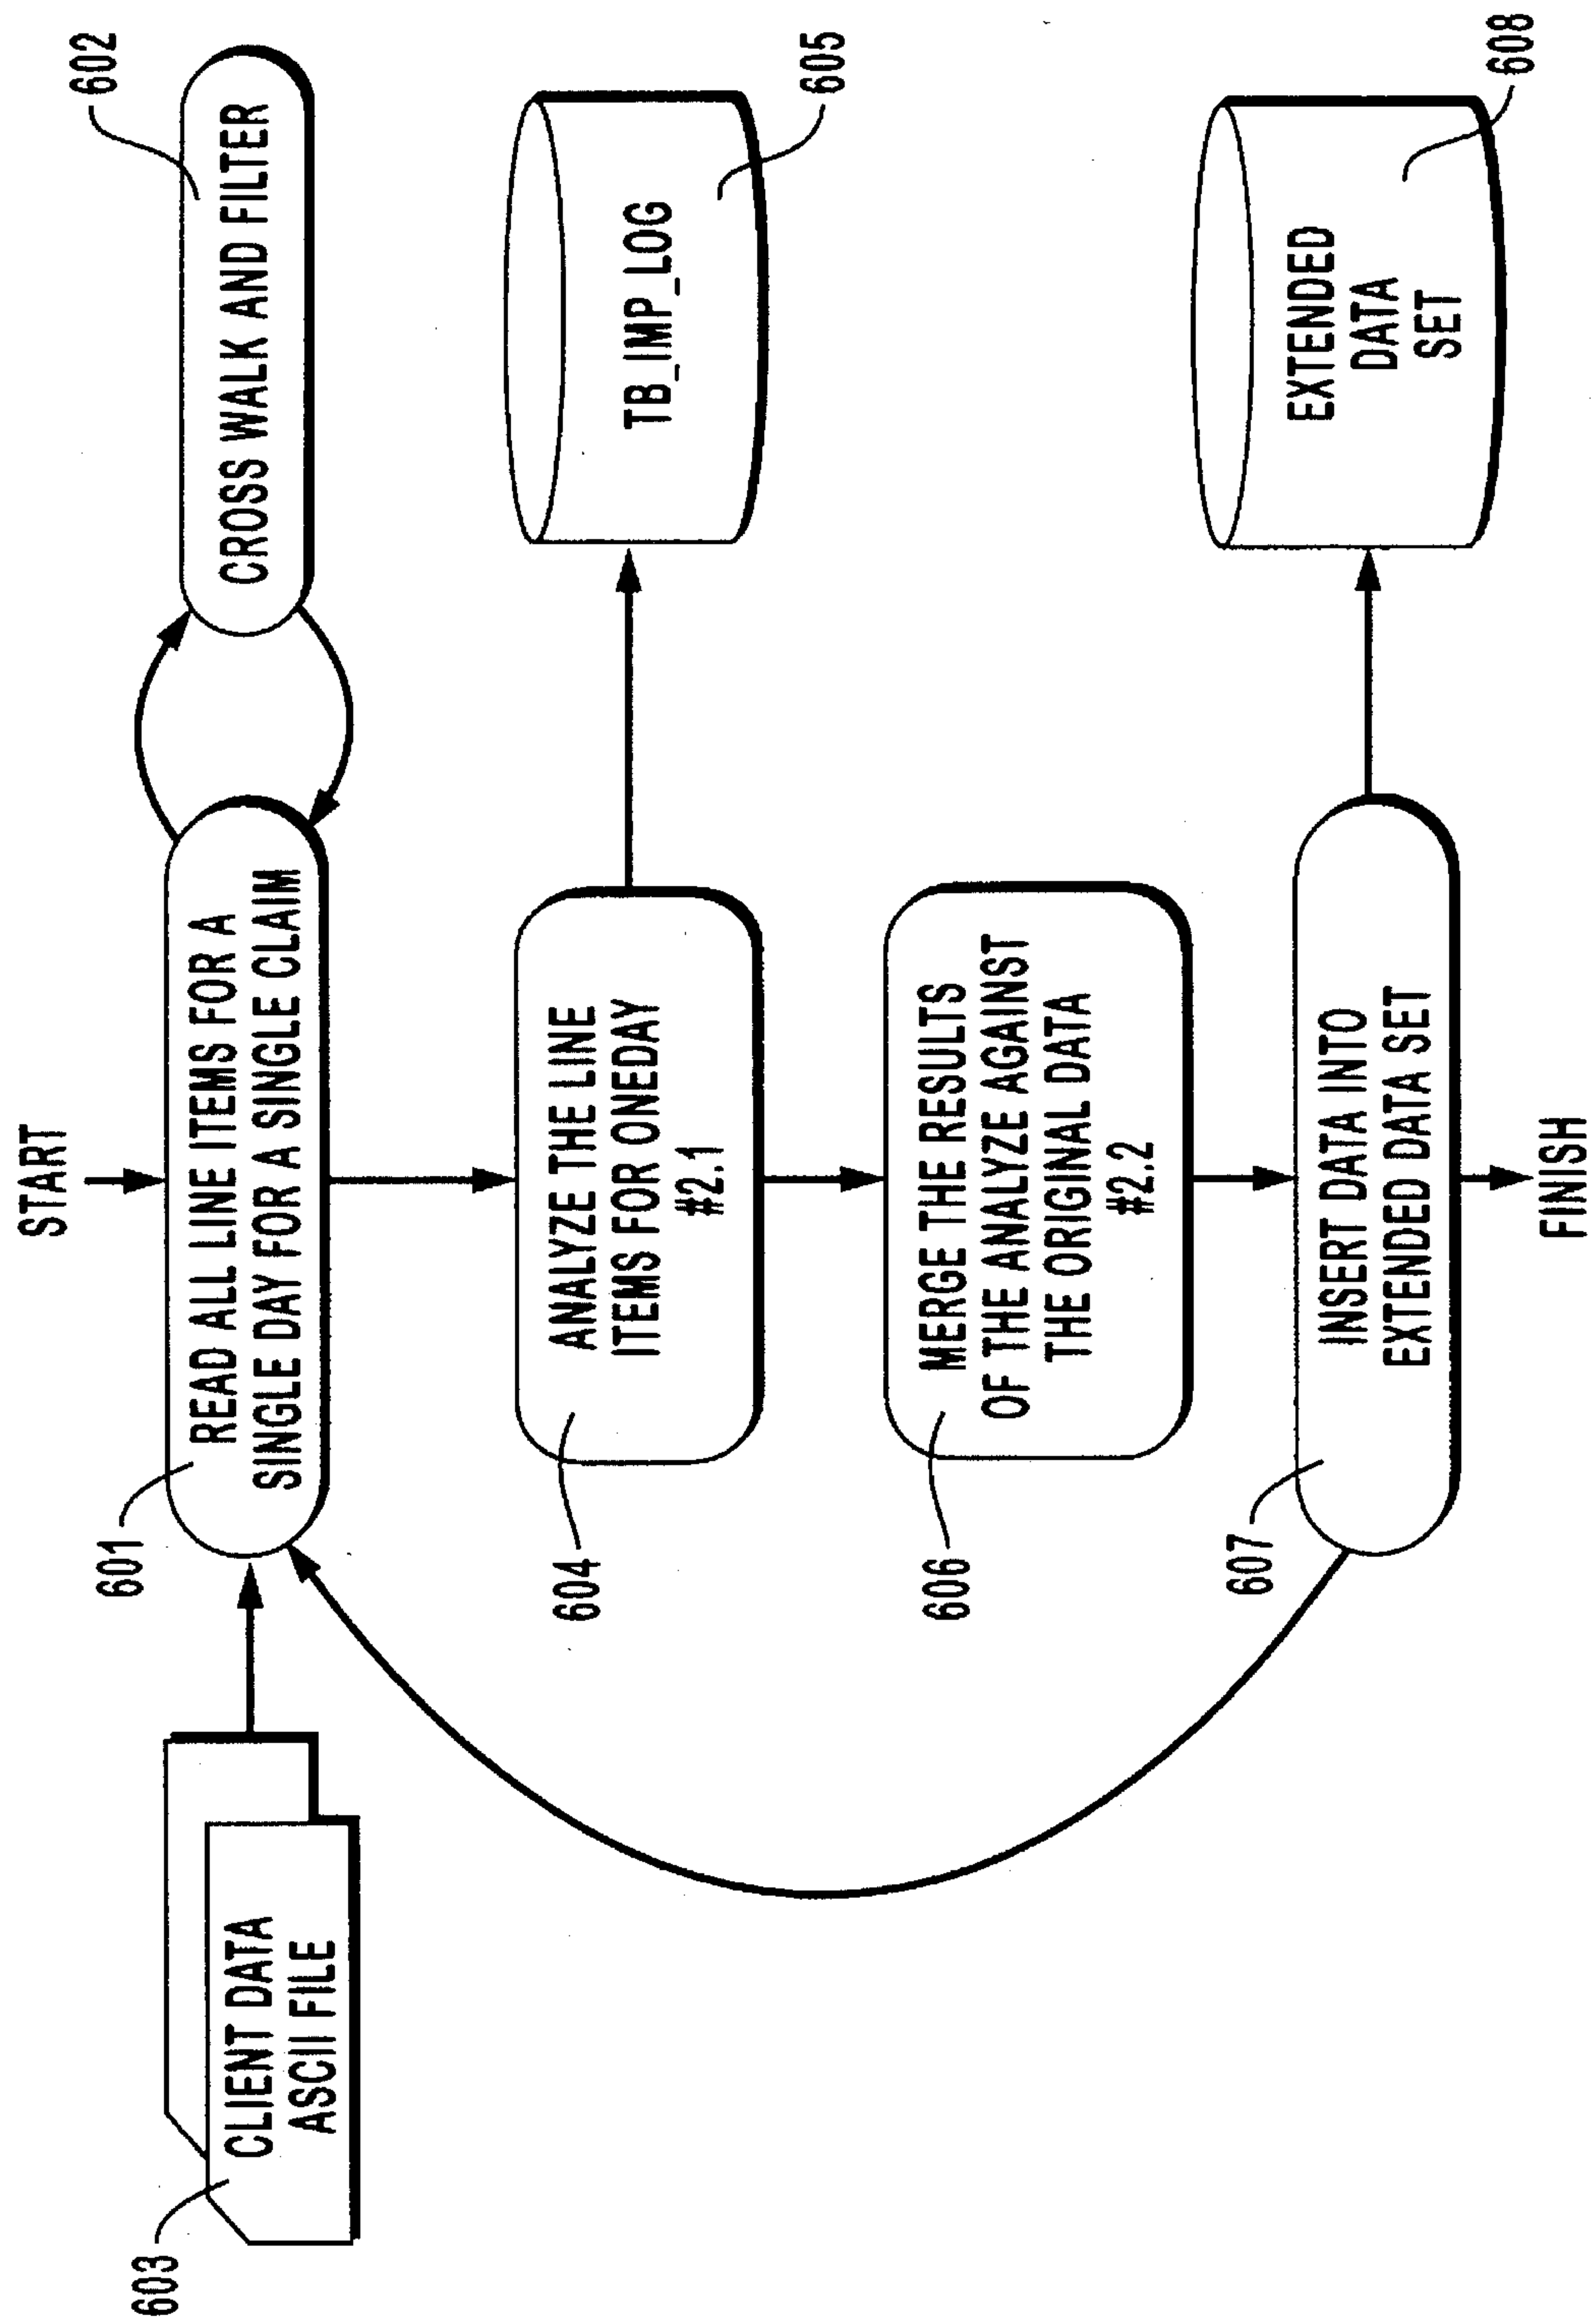 START
601
READ ALL LINE ITEMS FOR A
SINGLE DAY FOR A SINGLE CLAIM
602
CROSS WALK AND FILTER
603
CLIENT DATA
ASCII FILE
604
ANALYZE THE LINE
ITEMS FOR ONEDAY
#2.1
TB_IMP_LOG
605
606
MERGE THE RESULTS
OF THE ANALYZE AGAINST
THE ORIGINAL DATA
#2.2
607
INSERT DATA INTO
EXTENDED DATA SET
EXTENDED
DATA
SET
608
FINISH